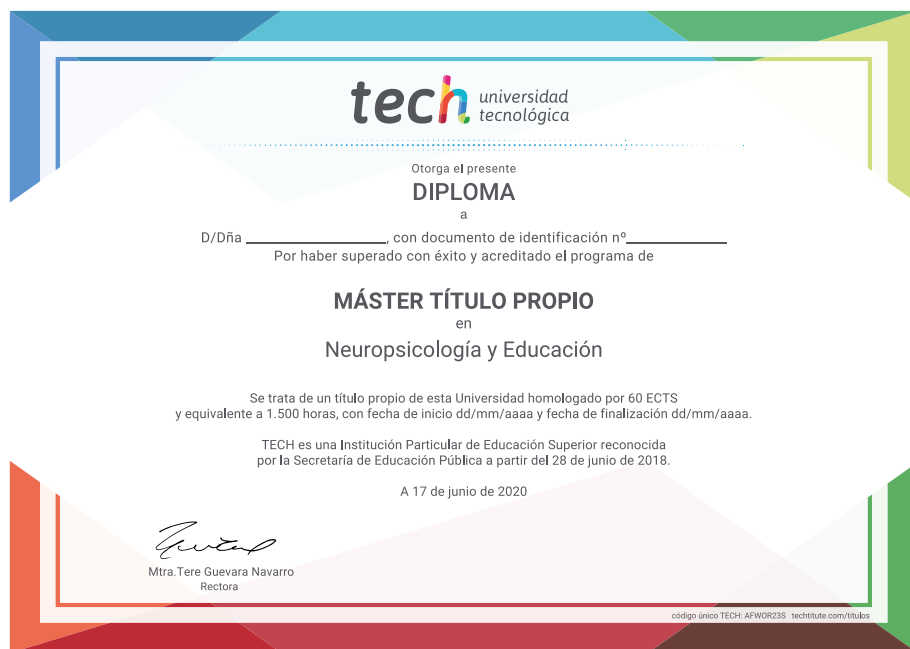 tech universidad
tecnológica
Otorga el presente
DIPLOMA
a
D/Dña ________________, con documento de identificación nº____________
Por haber superado con éxito y acreditado el programa de
MÁSTER TÍTULO PROPIO
en
Neuropsicología y Educación
Se trata de un título propio de esta Universidad homologado por 60 ECTS
y equivalente a 1.500 horas, con fecha de inicio dd/mm/aaaa y fecha de finalización dd/mm/aaaa.
TECH es una Institución Particular de Educación Superior reconocida
por la Secretaría de Educación Pública a partir del 28 de junio de 2018.
A 17 de junio de 2020
Mtra.Tere Guevara Navarro
Rectora
código único TECH: AFWOR23S techtitute.com/titulos